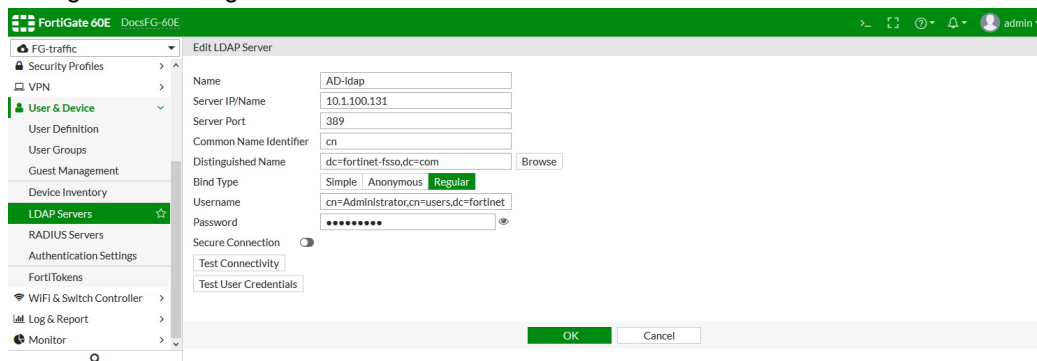 FortiGate 60E DocsFG-60E
>_ admin
FG-traffic
Security Profiles
VPN
User & Device
User Definition
User Groups
Guest Management
Device Inventory
LDAP Servers
RADIUS Servers
Authentication Settings
FortiTokens
WiFi & Switch Controller
Log & Report
Monitor
Edit LDAP Server
Name AD-ldap
Server IP/Name 10.1.100.131
Server Port 389
Common Name Identifier cn
Distinguished Name dc=fortinet-fsso,dc=com Browse
Bind Type Simple Anonymous Regular
Username cn=Administrator,cn=users,dc=fortinet
Password •••••••••
Secure Connection
Test Connectivity
Test User Credentials
OK Cancel